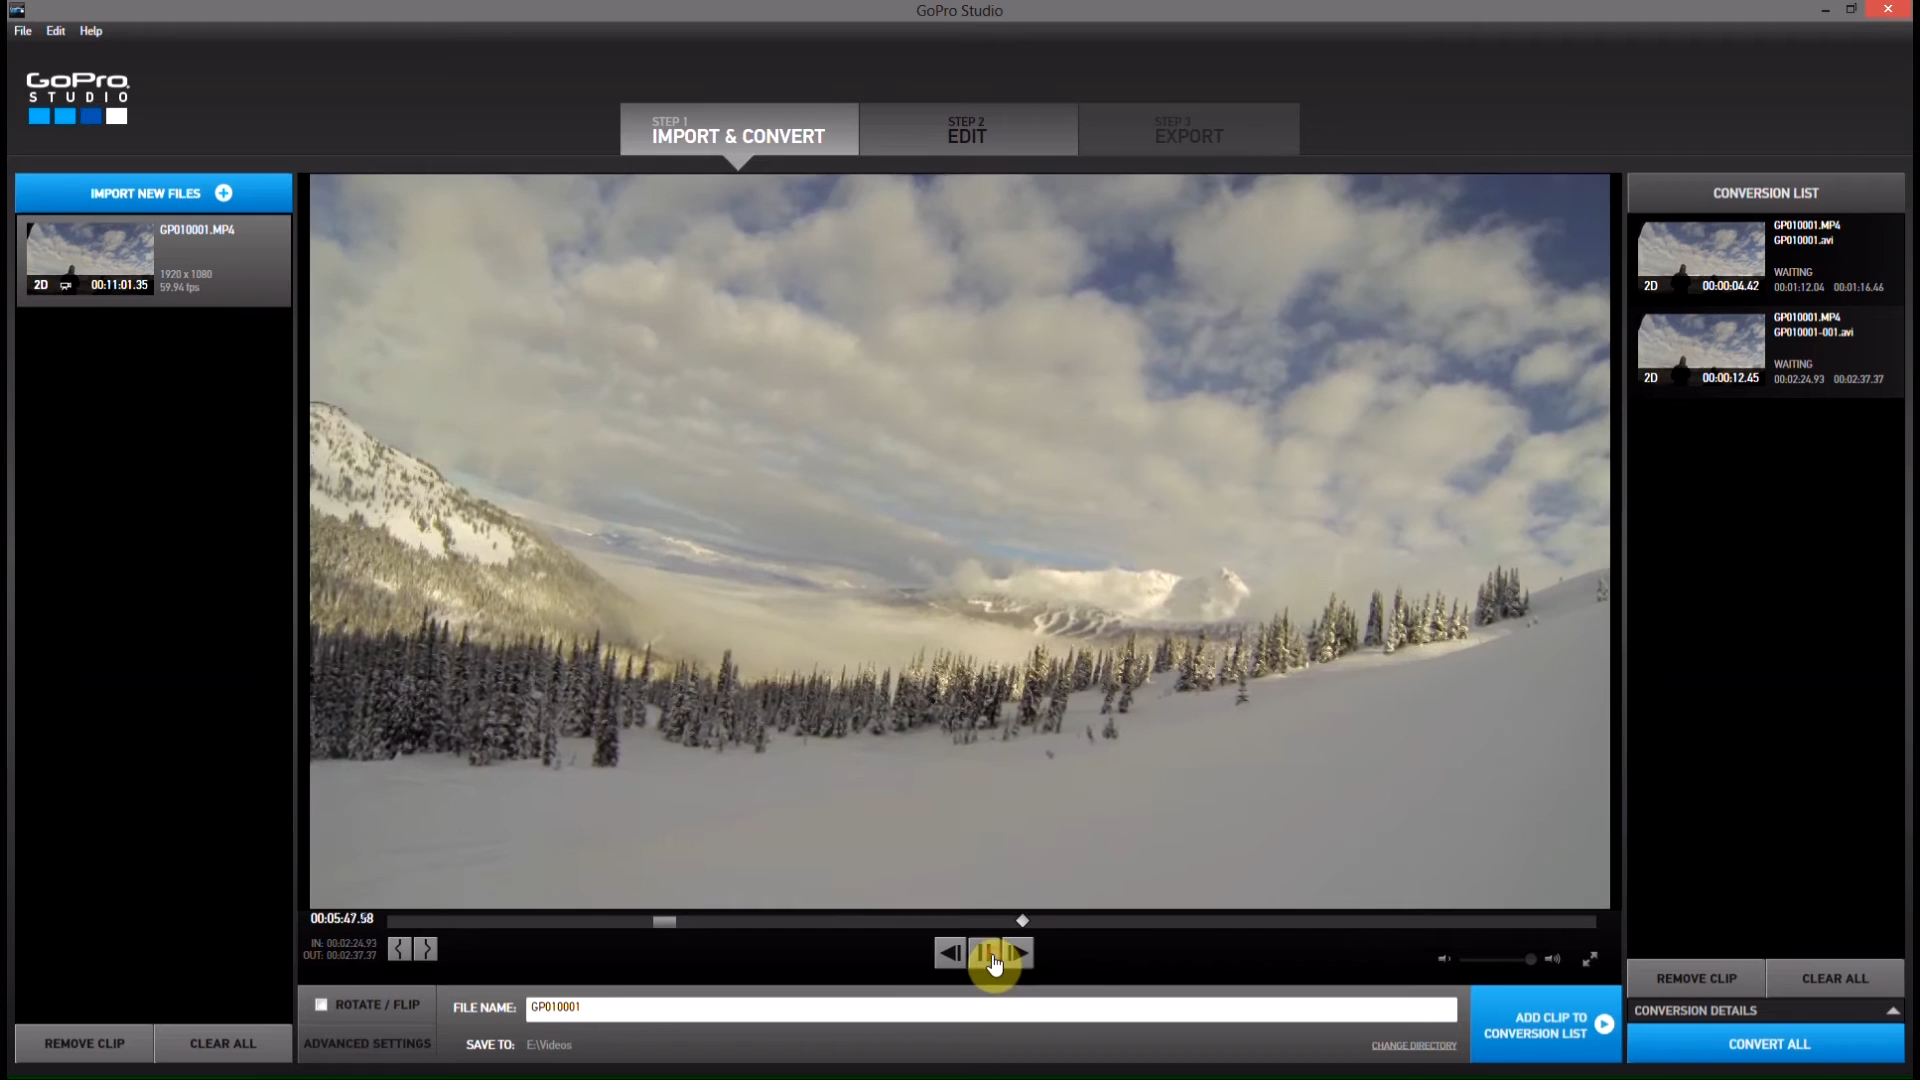 GoPro Studio
File Edit Help
GoPro
STUDIO
STEP 1
IMPORT & CONVERT
STEP 2
EDIT
STEP 3
EXPORT
IMPORT NEW FILES
GP010001.MP4
1920 x 1080
59.94 fps
2D 00:11:01.35
CONVERSION LIST
GP010001.MP4
GP010001.avi
WAITING
2D 00:00:04.42 00:01:12.04 00:01:16.46
GP010001.MP4
GP010001-001.avi
WAITING
2D 00:00:12.45 00:02:24.93 00:02:37.37
00:05:47.58
IN: 00:02:24.93
OUT: 00:02:37.37
ROTATE / FLIP
ADVANCED SETTINGS
FILE NAME: GP010001
SAVE TO: E:\Videos
CHANGE DIRECTORY
ADD CLIP TO
CONVERSION LIST
REMOVE CLIP CLEAR ALL
REMOVE CLIP CLEAR ALL
CONVERSION DETAILS
CONVERT ALL